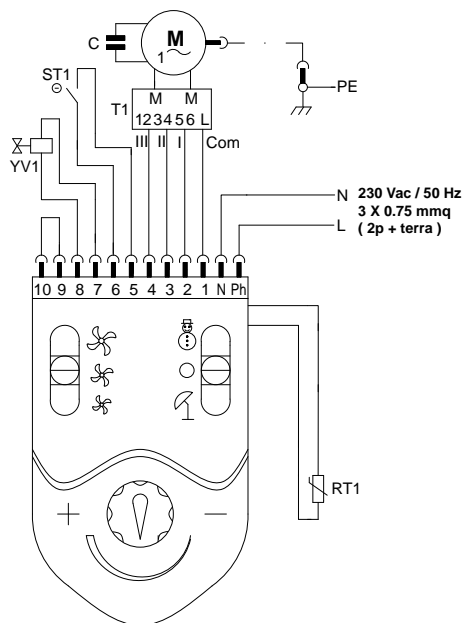 C
M
1
ST1
T1
M M
123456L
III II I Com
PE
YV1
N 230 Vac / 50 Hz
3 X 0.75 mmq
L ( 2p + terra )
10 9 8 7 6 5 4 3 2 1 N Ph
RT1
+ −